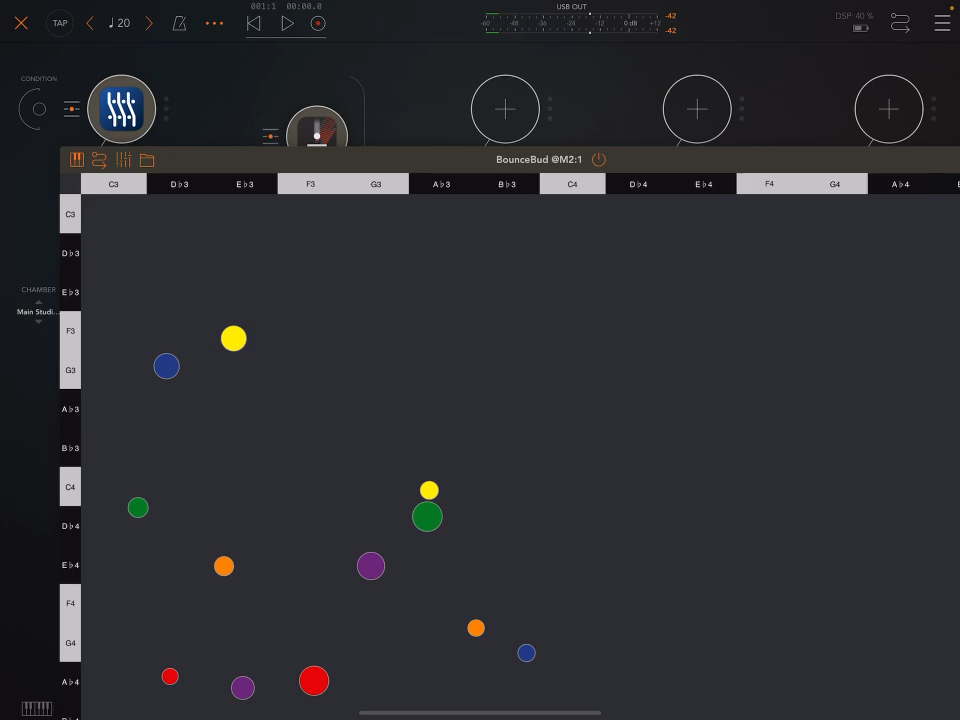 001:1 00:00.0
USB OUT
TAP
♩ 20
-60 -48 -36 -24 -12 0 dB +12
-42
-42
DSP: 40 %
CONDITION
BounceBud @M2:1
C3 D♭3 E♭3 F3 G3 A♭3 B♭3 C4 D♭4 E♭4 F4 G4 A♭4
C3
D♭3
CHAMBER
E♭3
Main Studi...
F3
G3
A♭3
B♭3
C4
D♭4
E♭4
F4
G4
A♭4